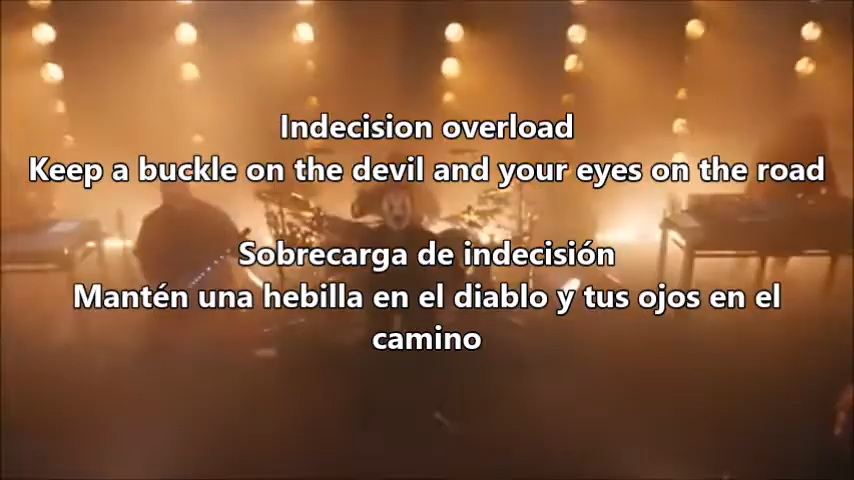 Indecision overload
Keep a buckle on the devil and your eyes on the road
Sobrecarga de indecisión
Mantén una hebilla en el diablo y tus ojos en el
camino